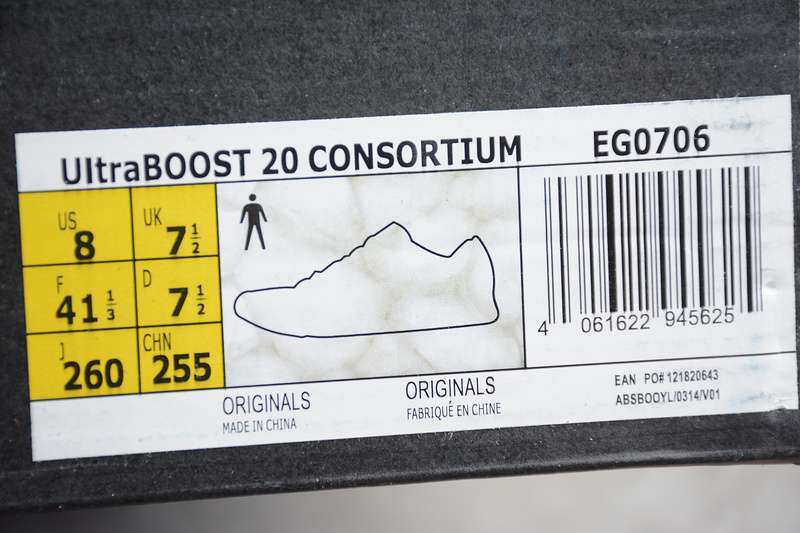 UltraBOOST 20 CONSORTIUM
EG0706
US 8
UK 7 1/2
F 41 1/3
D 7 1/2
J 260
CHN 255
4 061622 945625
ORIGINALS
MADE IN CHINA
ORIGINALS
FABRIQUÉ EN CHINE
EAN PO# 121820643
ABSBOOYL/0314/V01